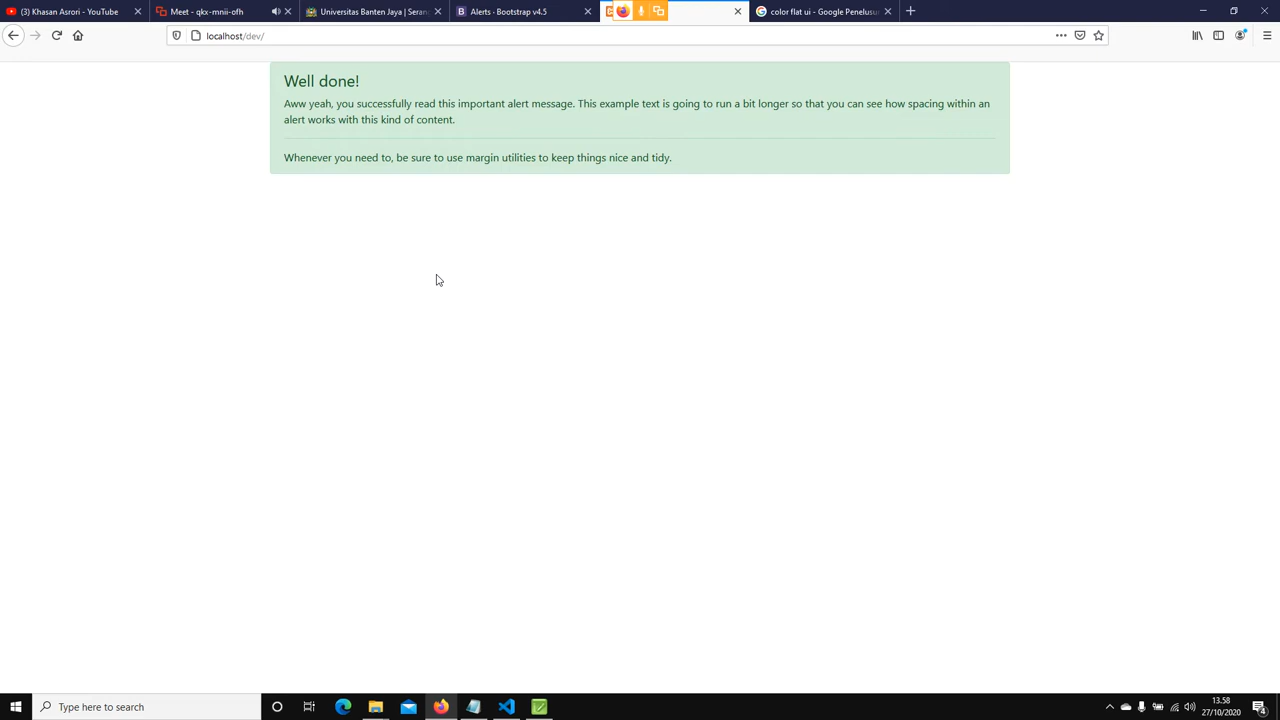 (3) Khasan Asrori - YouTube
Meet - qkx-mnii-ofh
Universitas Banten Jaya | Serang
Alerts · Bootstrap v4.5
color flat ui - Google Penelusu
localhost/dev/
Well done!
Aww yeah, you successfully read this important alert message. This example text is going to run a bit longer so that you can see how spacing within an
alert works with this kind of content.
Whenever you need to, be sure to use margin utilities to keep things nice and tidy.
Type here to search
13.58
27/10/2020
4